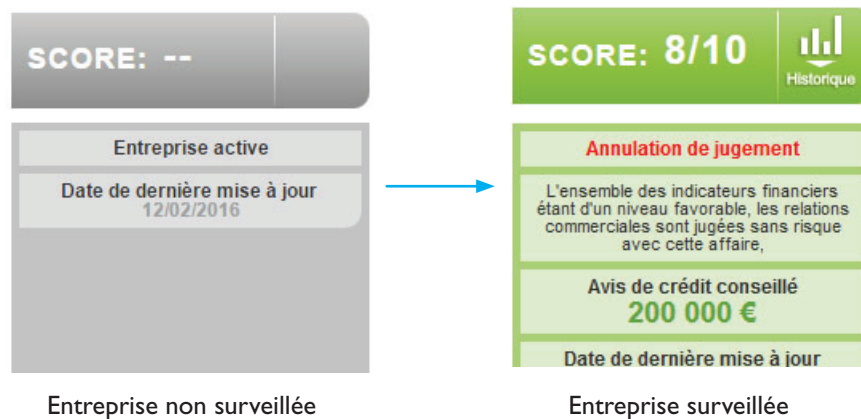 SCORE: --
Entreprise active
Date de dernière mise à jour
12/02/2016
Entreprise non surveillée
SCORE: 8/10
Historique
Annulation de jugement
L'ensemble des indicateurs financiers
étant d'un niveau favorable, les relations
commerciales sont jugées sans risque
avec cette affaire,
Avis de crédit conseillé
200 000 €
Date de dernière mise à jour
Entreprise surveillée